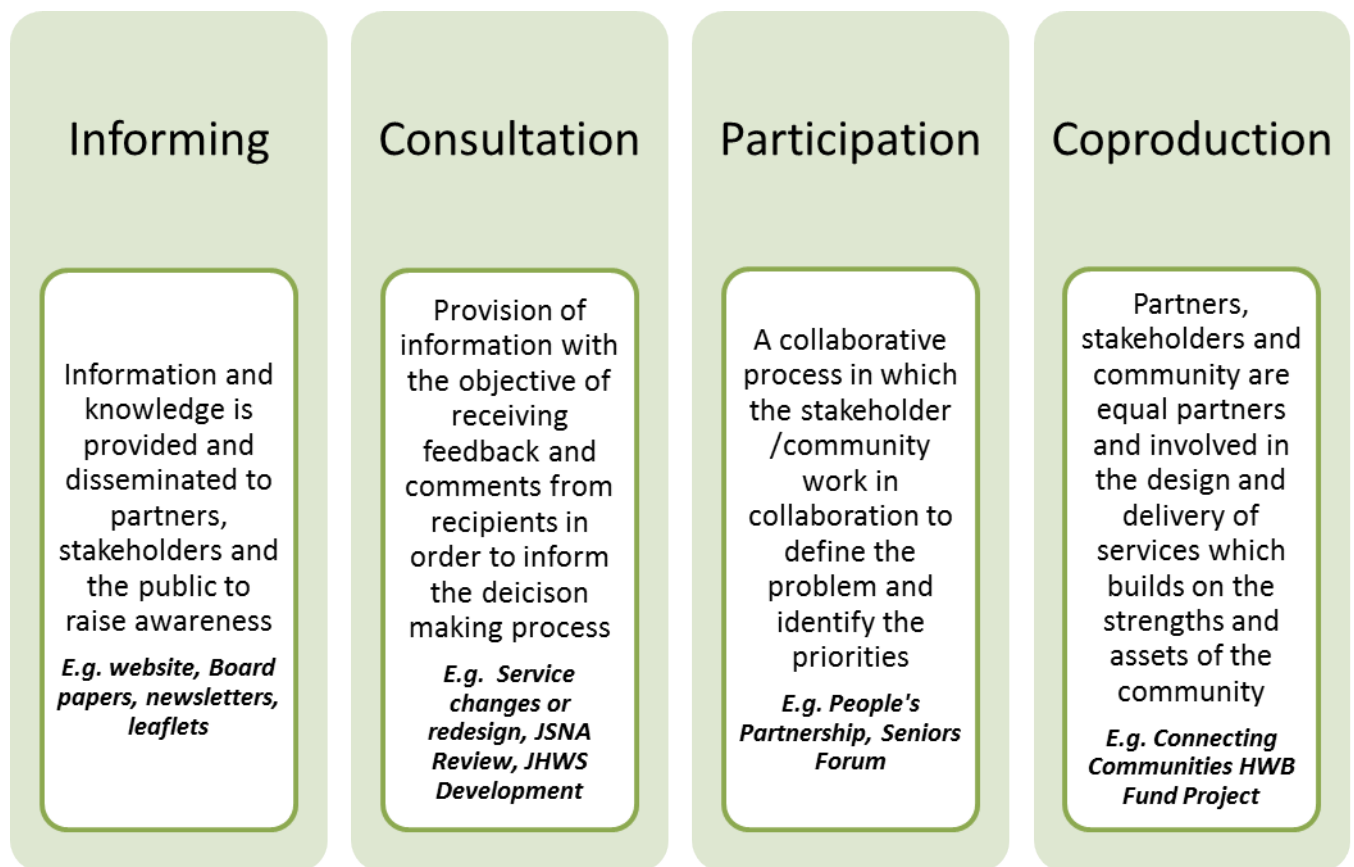 Informing
Information and
knowledge is
provided and
disseminated to
partners,
stakeholders and
the public to
raise awareness
E.g. website, Board
papers, newsletters,
leaflets
Consultation
Provision of
information with
the objective of
receiving
feedback and
comments from
recipients in
order to inform
the deicison
making process
E.g. Service
changes or
redesign, JSNA
Review, JHWS
Development
Participation
A collaborative
process in which
the stakeholder
/community
work in
collaboration to
define the
problem and
identify the
priorities
E.g. People's
Partnership, Seniors
Forum
Coproduction
Partners,
stakeholders and
community are
equal partners
and involved in
the design and
delivery of
services which
builds on the
strengths and
assets of the
community
E.g. Connecting
Communities HWB
Fund Project